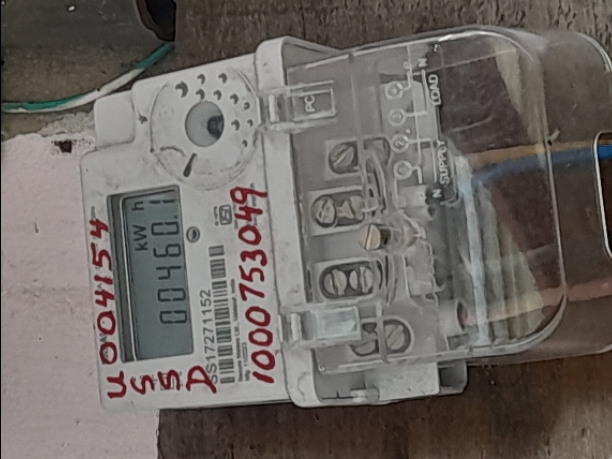 U004154
S
S
D
kW h
00460.1
SS17271152
1000753049
PC
SUPPLY
LOAD
N
N